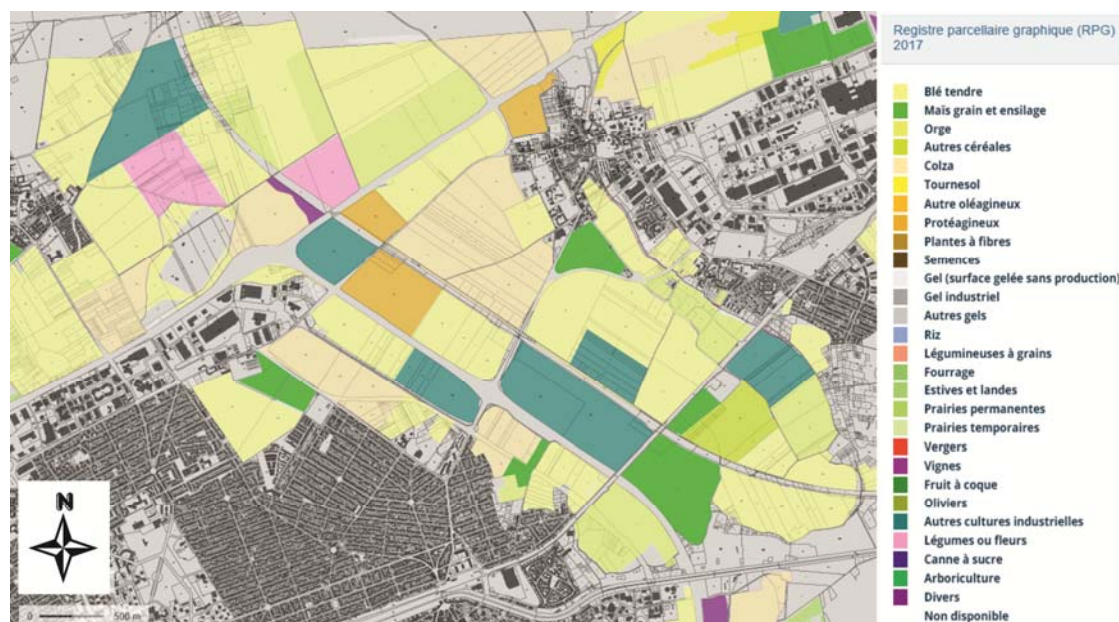 Registre parcellaire graphique (RPG)
2017
Blé tendre
Maïs grain et ensilage
Orge
Autres céréales
Colza
Tournesol
Autre oléagineux
Protéagineux
Plantes à fibres
Semences
Gel (surface gelée sans production)
Gel industriel
Autres gels
Riz
Légumineuses à grains
Fourrage
Estives et landes
Prairies permanentes
Prairies temporaires
Vergers
Vignes
Fruit à coque
Oliviers
Autres cultures industrielles
Légumes ou fleurs
Canne à sucre
Arboriculture
Divers
Non disponible
N
0 500 m